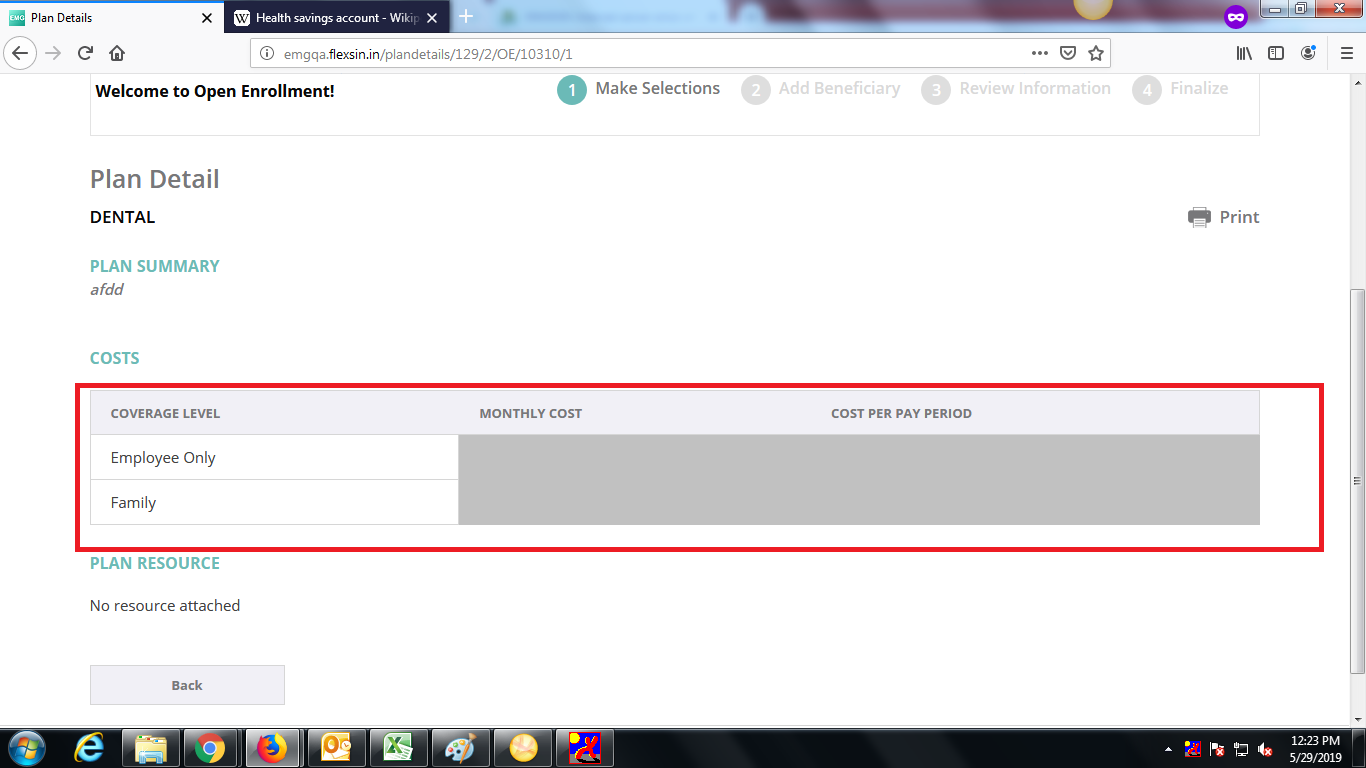 Plan Details
Health savings account - Wikip
emgqa.flexsin.in/plandetails/129/2/OE/10310/1
Welcome to Open Enrollment!
1 Make Selections 2 Add Beneficiary 3 Review Information 4 Finalize
Plan Detail
DENTAL
Print
PLAN SUMMARY
afdd
COSTS
COVERAGE LEVEL MONTHLY COST COST PER PAY PERIOD
Employee Only
Family
PLAN RESOURCE
No resource attached
Back
12:23 PM
5/29/2019